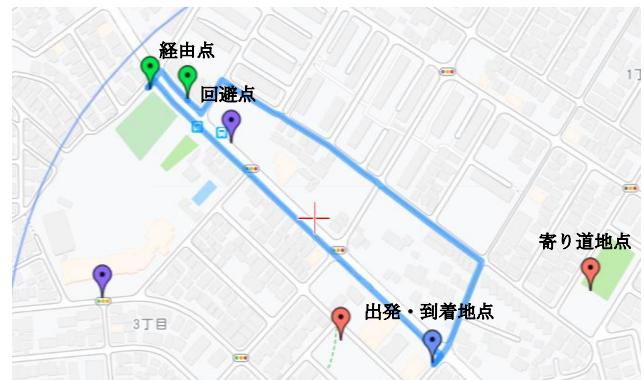 経由点
回避点
1丁
寄り道地点
出発・到着地点
3丁目